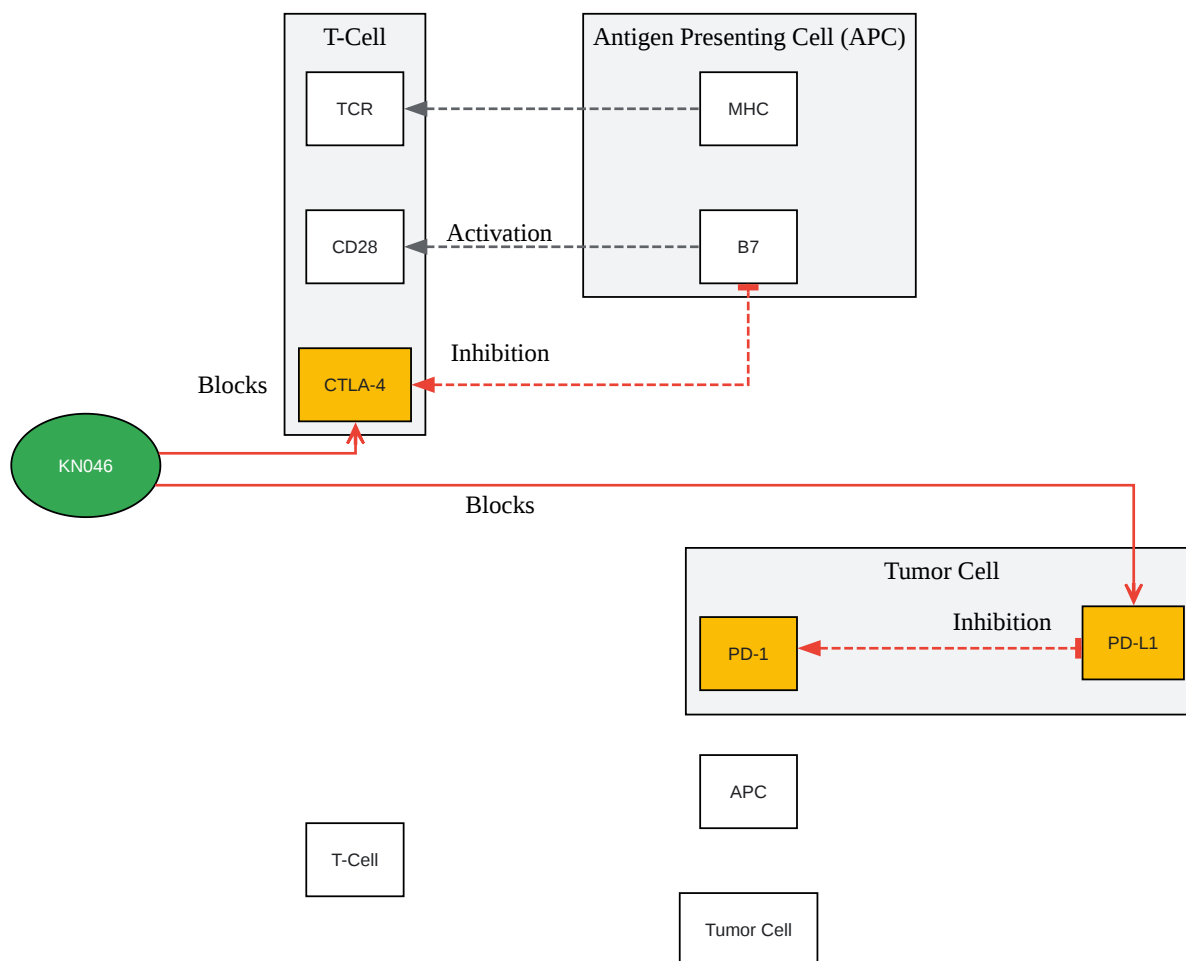 T-Cell
Antigen Presenting Cell (APC)
TCR
MHC
CD28
Activation
B7
Inhibition
Blocks
CTLA-4
KN046
Blocks
Tumor Cell
Inhibition
PD-1
PD-L1
APC
T-Cell
Tumor Cell